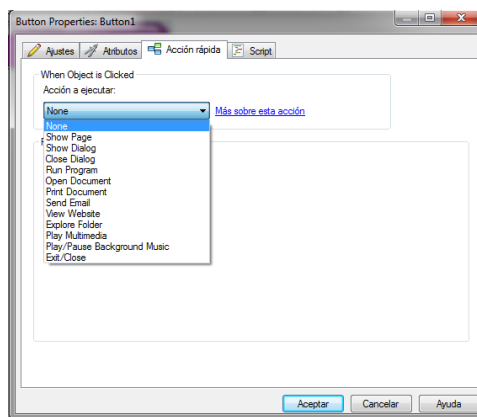 Button Properties: Button1
Ajustes
Atributos
Acción rápida
Script
When Object is Clicked
Acción a ejecutar:
None
Más sobre esta acción
None
Show Page
Show Dialog
Close Dialog
Run Program
Open Document
Print Document
Send Email
View Website
Explore Folder
Play Multimedia
Play/Pause Background Music
Exit/Close
Aceptar
Cancelar
Ayuda